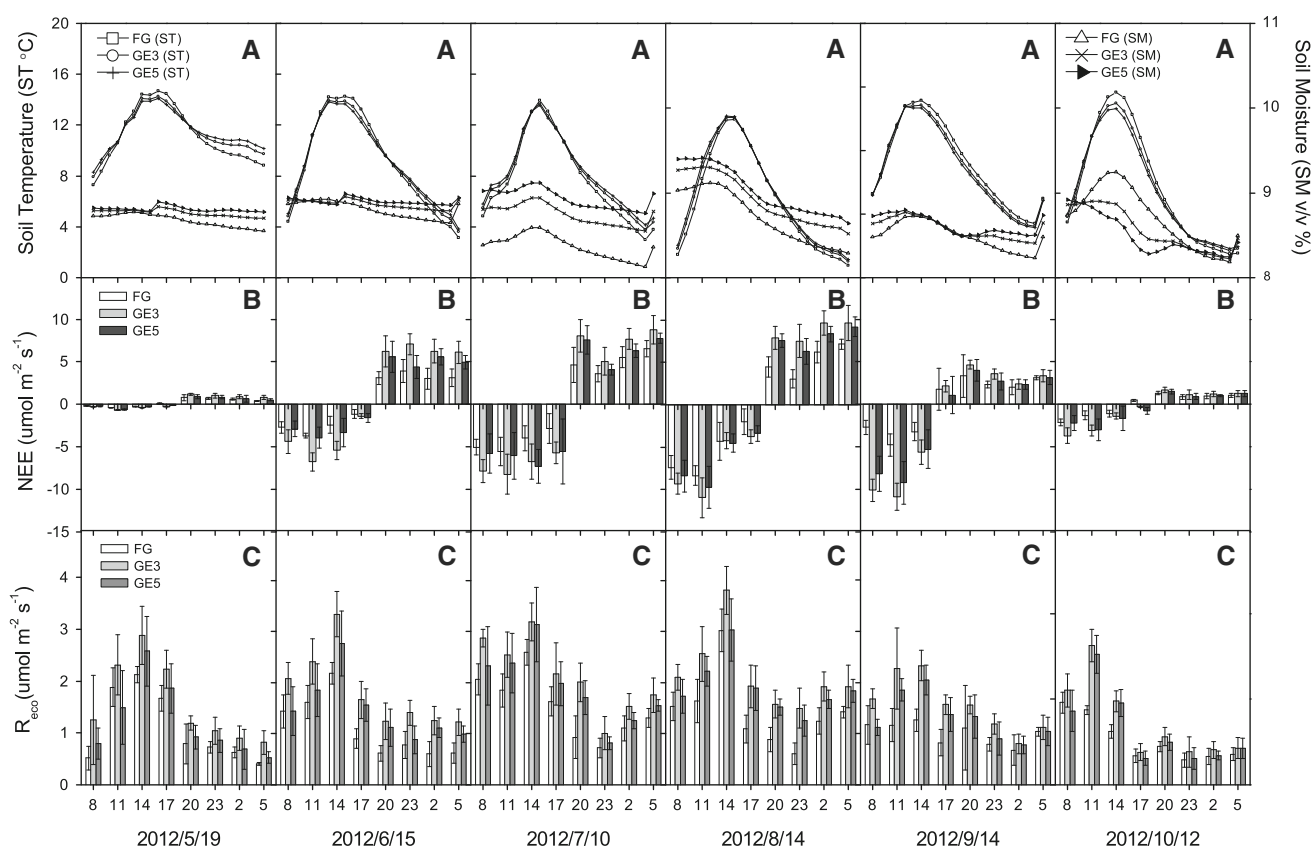 20
16
12
8
4
0
Soil Temperature (ST °C)
FG (ST)
GE3 (ST)
GE5 (ST)
A
A
A
A
A
A
FG (SM)
GE3 (SM)
GE5 (SM)
11
10
9
8
Soil Moisture (SM v/v %)
10
5
0
-5
-10
-15
NEE (umol m-2 s-1)
FG
GE3
GE5
B
B
B
B
B
B
4
3
2
1
0
Reco(umol m-2 s-1)
FG
GE3
GE5
C
C
C
C
C
C
8 11 14 17 20 23 2 5
8 11 14 17 20 23 2 5
8 11 14 17 20 23 2 5
8 11 14 17 20 23 2 5
8 11 14 17 20 23 2 5
8 11 14 17 20 23 2 5
2012/5/19
2012/6/15
2012/7/10
2012/8/14
2012/9/14
2012/10/12